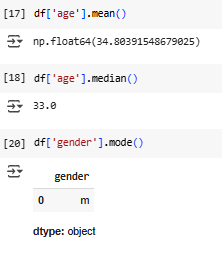 [17] df['age'].mean()
np.float64(34.80391548679025)
[18] df['age'].median()
33.0
[20] df['gender'].mode()
gender
0 m
dtype: object